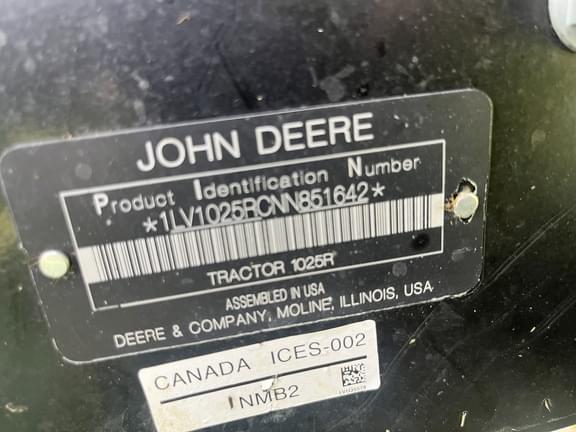 JOHN DEERE
Product Identification Number
*1LV1025RCNN851642*
TRACTOR 1025R
ASSEMBLED IN USA
DEERE & COMPANY, MOLINE, ILLINOIS, USA
CANADA ICES-002
NMB2